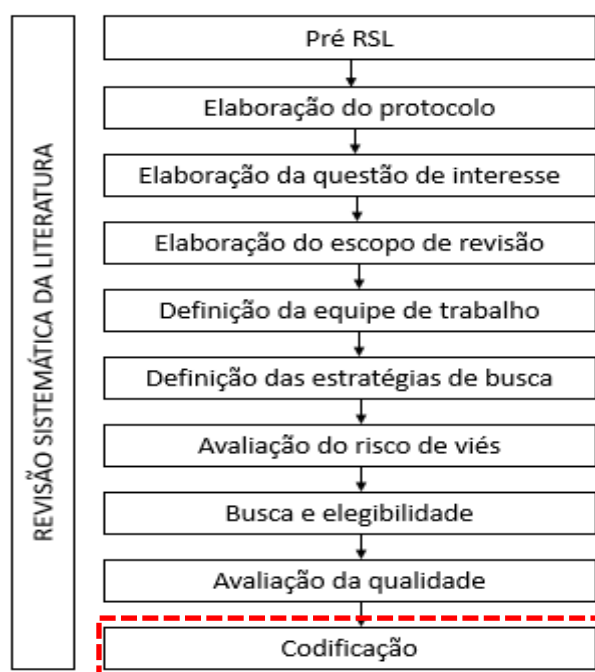 REVISÃO SISTEMÁTICA DA LITERATURA
Pré RSL
Elaboração do protocolo
Elaboração da questão de interesse
Elaboração do escopo de revisão
Definição da equipe de trabalho
Definição das estratégias de busca
Avaliação do risco de viés
Busca e elegibilidade
Avaliação da qualidade
Codificação